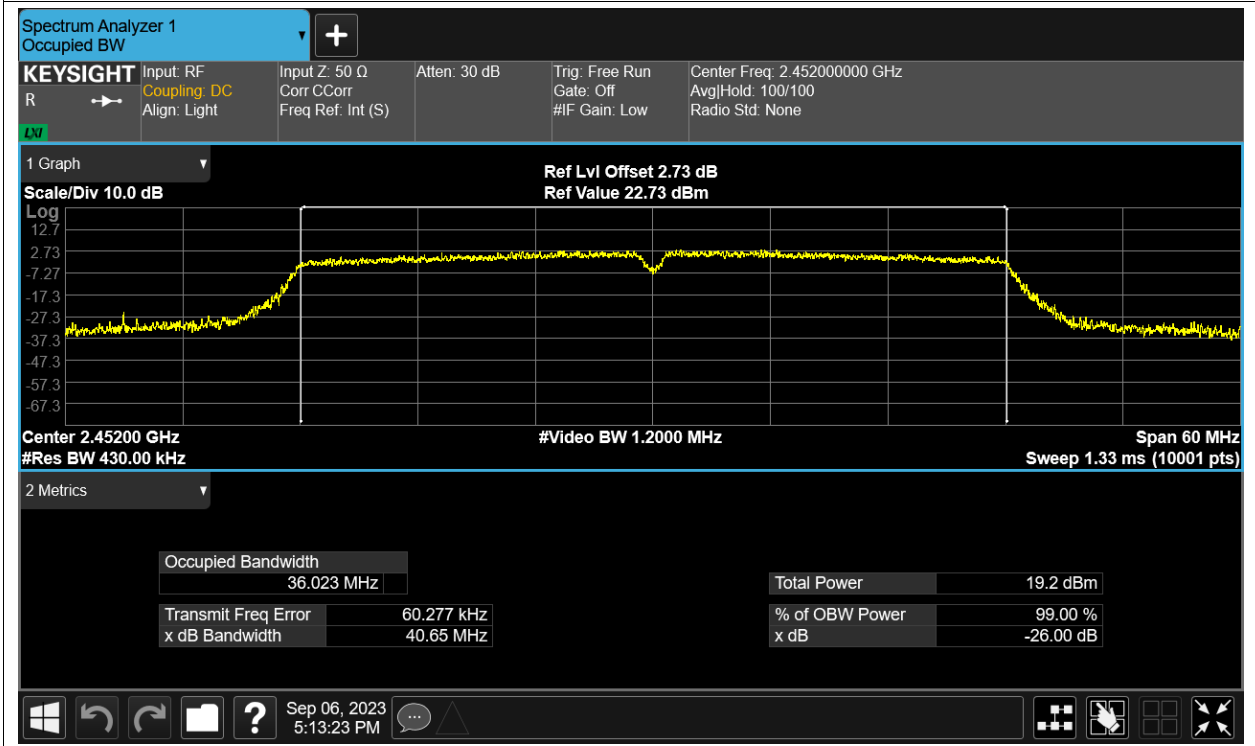 Spectrum Analyzer 1
Occupied BW
KEYSIGHT Input: RF Input Z: 50 Ω Atten: 30 dB Trig: Free Run Center Freq: 2.452000000 GHz
R Coupling: DC Corr CCorr Gate: Off Avg|Hold: 100/100
Align: Light Freq Ref: Int (S) #IF Gain: Low Radio Std: None
LXI
1 Graph
Ref Lvl Offset 2.73 dB
Scale/Div 10.0 dB Ref Value 22.73 dBm
Log
12.7
2.73
-7.27
-17.3
-27.3
-37.3
-47.3
-57.3
-67.3
Center 2.45200 GHz #Video BW 1.2000 MHz Span 60 MHz
#Res BW 430.00 kHz Sweep 1.33 ms (10001 pts)
2 Metrics
Occupied Bandwidth
36.023 MHz Total Power 19.2 dBm
Transmit Freq Error 60.277 kHz % of OBW Power 99.00 %
x dB Bandwidth 40.65 MHz x dB -26.00 dB
? Sep 06, 2023
5:13:23 PM